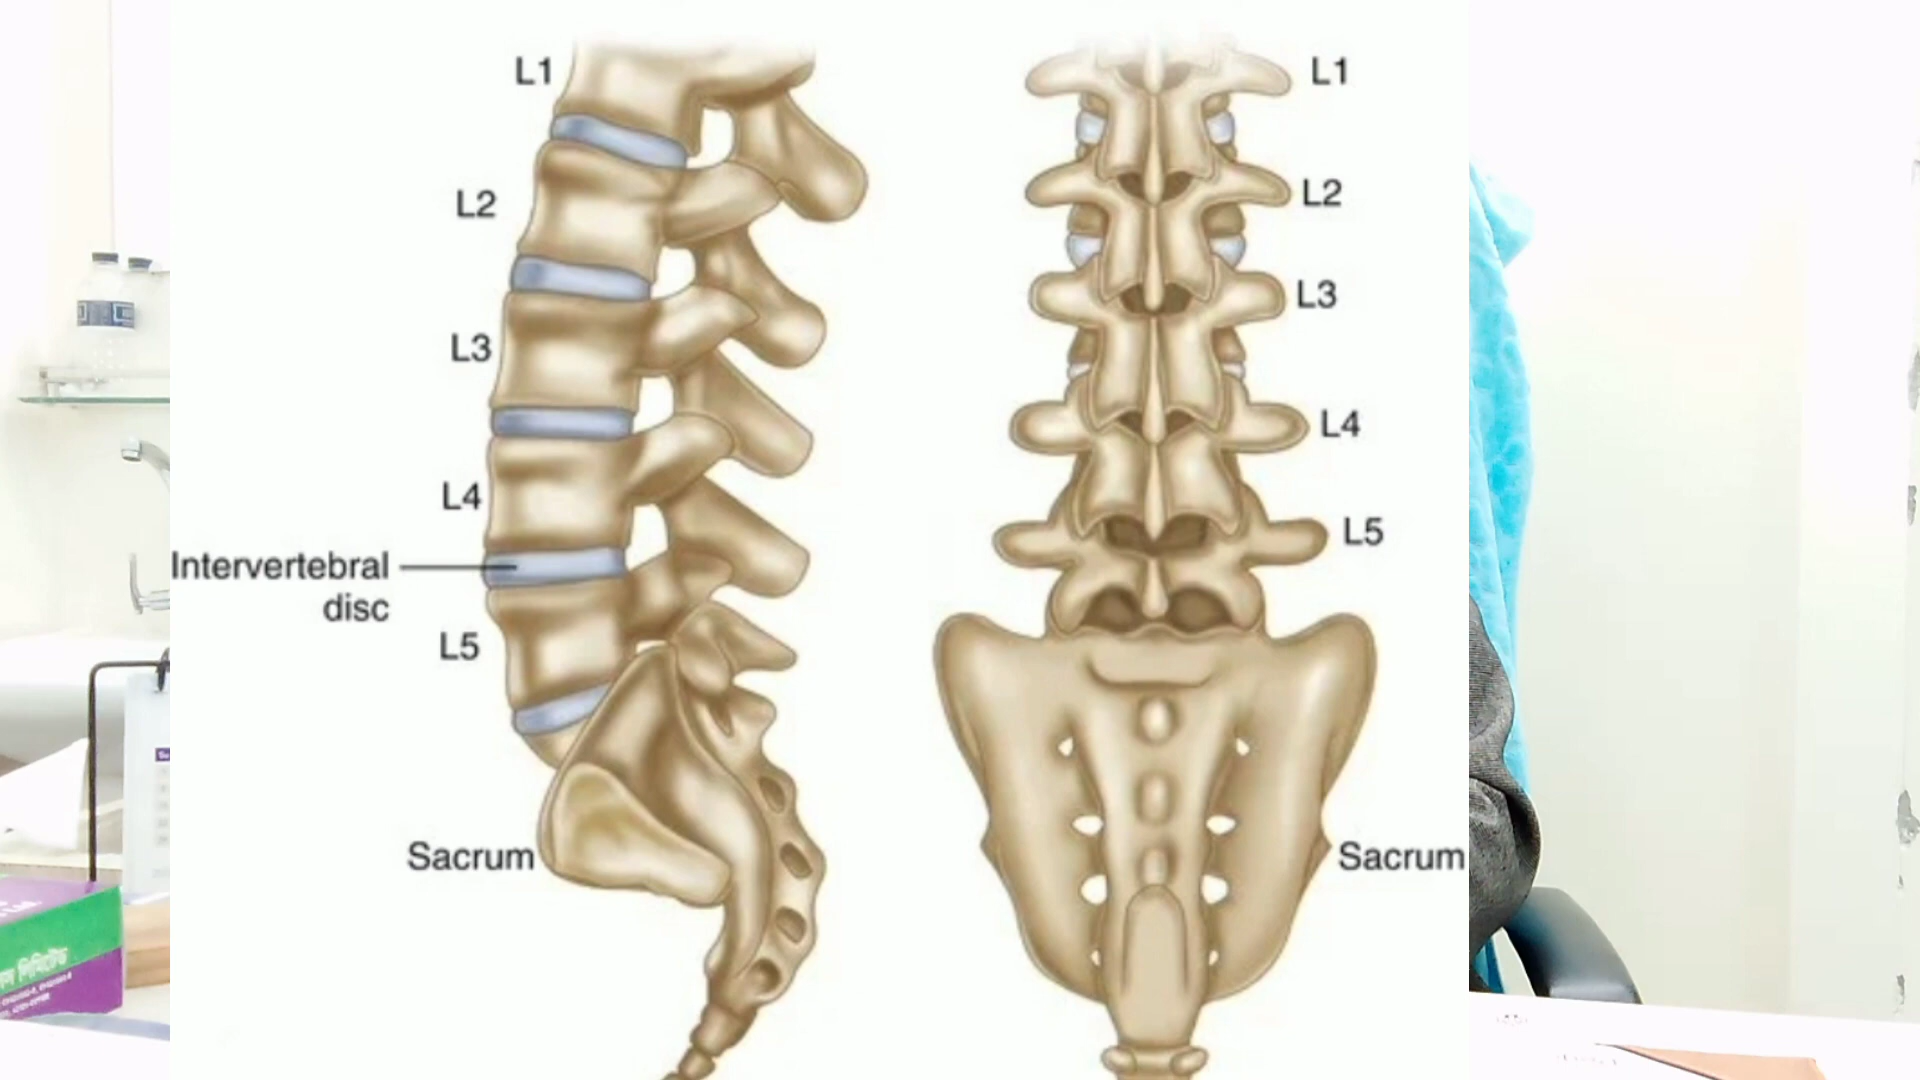 L1
L2
L3
L4
Intervertebral
disc
L5
Sacrum
L1
L2
L3
L4
L5
Sacrum
লিমিটেড